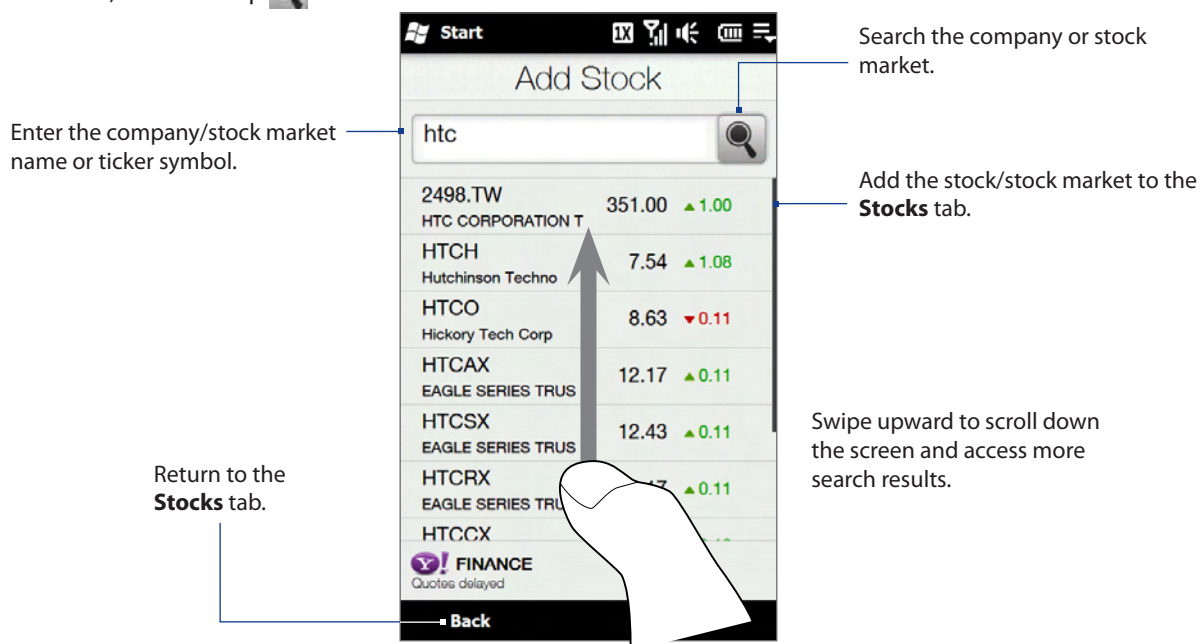 Start
1X
Add Stock
htc
Search the company or stock
market.
Enter the company/stock market
name or ticker symbol.
Add the stock/stock market to the
Stocks tab.
2498.TW 351.00 ▲ 1.00
HTC CORPORATION T
HTCH 7.54 ▲ 1.08
Hutchinson Techno
HTCO 8.63 ▼ 0.11
Hickory Tech Corp
HTCAX 12.17 ▲ 0.11
EAGLE SERIES TRUS
HTCSX 12.43 ▲ 0.11
EAGLE SERIES TRUS
HTCRX ▲ 0.11
EAGLE SERIES
HTCCX
Swipe upward to scroll down
the screen and access more
search results.
Return to the
Stocks tab.
Y! FINANCE
Quotes delayed
Back